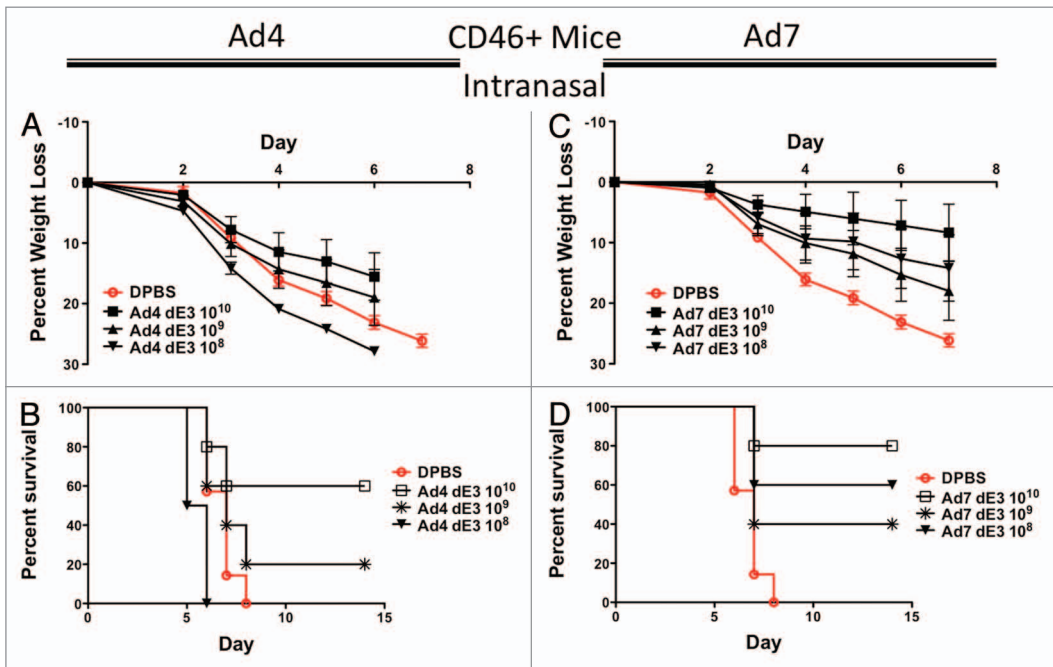 Ad4 CD46+ Mice Ad7
Intranasal
A
-10
0
10
20
30
Percent Weight Loss
Day
2 4 6 8
DPBS
Ad4 dE3 10¹⁰
Ad4 dE3 10⁹
Ad4 dE3 10⁸
C
-10
0
10
20
30
Percent Weight Loss
Day
2 4 6 8
DPBS
Ad7 dE3 10¹⁰
Ad7 dE3 10⁹
Ad7 dE3 10⁸
B
100
80
60
40
20
0
Percent survival
0 5 10 15
Day
DPBS
Ad4 dE3 10¹⁰
Ad4 dE3 10⁹
Ad4 dE3 10⁸
D
100
80
60
40
20
0
Percent survival
0 5 10 15
Day
DPBS
Ad7 dE3 10¹⁰
Ad7 dE3 10⁹
Ad7 dE3 10⁸